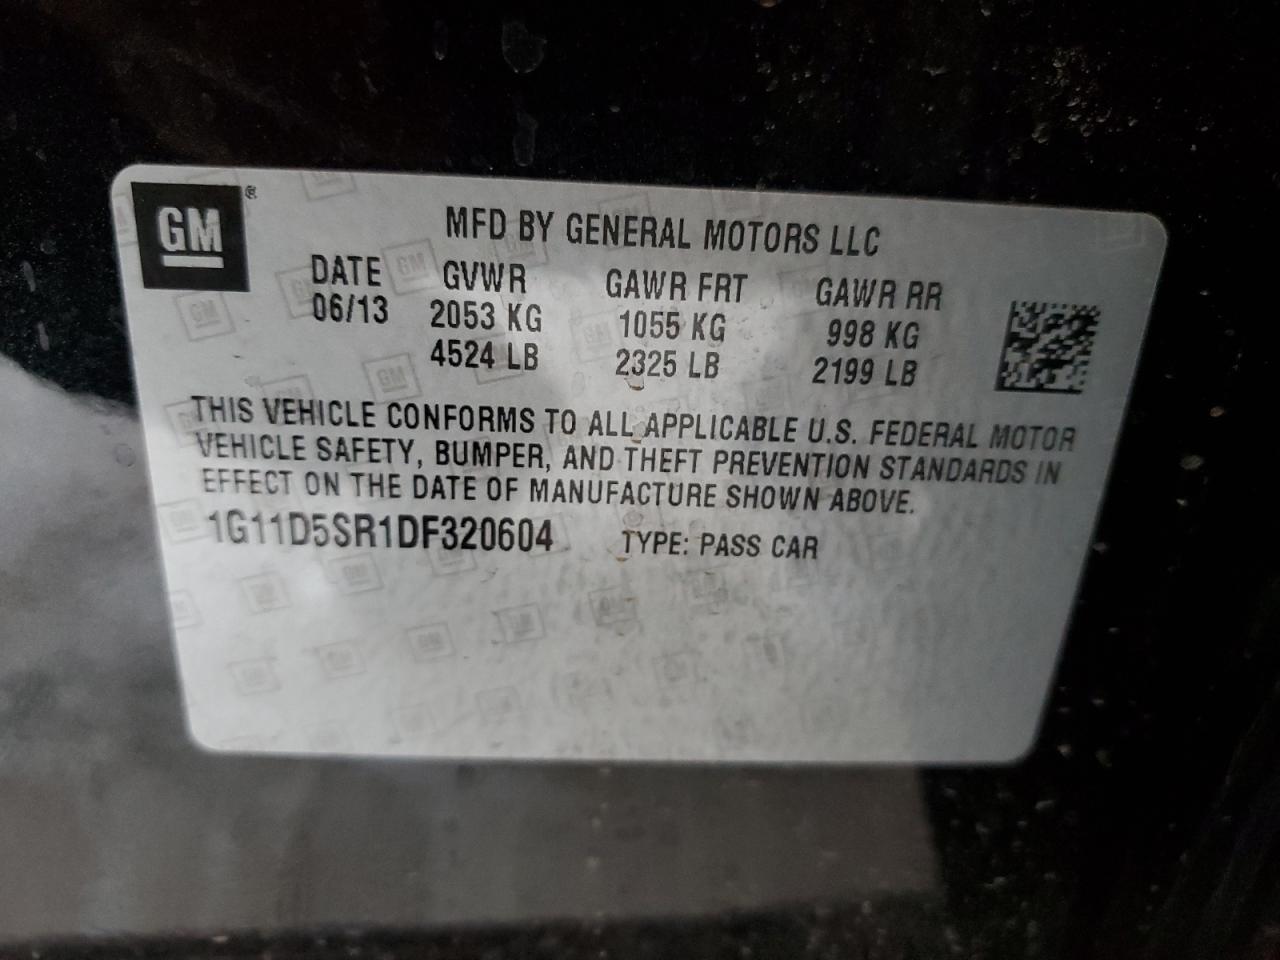 GM ®
MFD BY GENERAL MOTORS LLC
DATE GVWR GAWR FRT GAWR RR
06/13 2053 KG 1055 KG 998 KG
4524 LB 2325 LB 2199 LB
THIS VEHICLE CONFORMS TO ALL APPLICABLE U.S. FEDERAL MOTOR
VEHICLE SAFETY, BUMPER, AND THEFT PREVENTION STANDARDS IN
EFFECT ON THE DATE OF MANUFACTURE SHOWN ABOVE.
1G11D5SR1DF320604 TYPE: PASS CAR